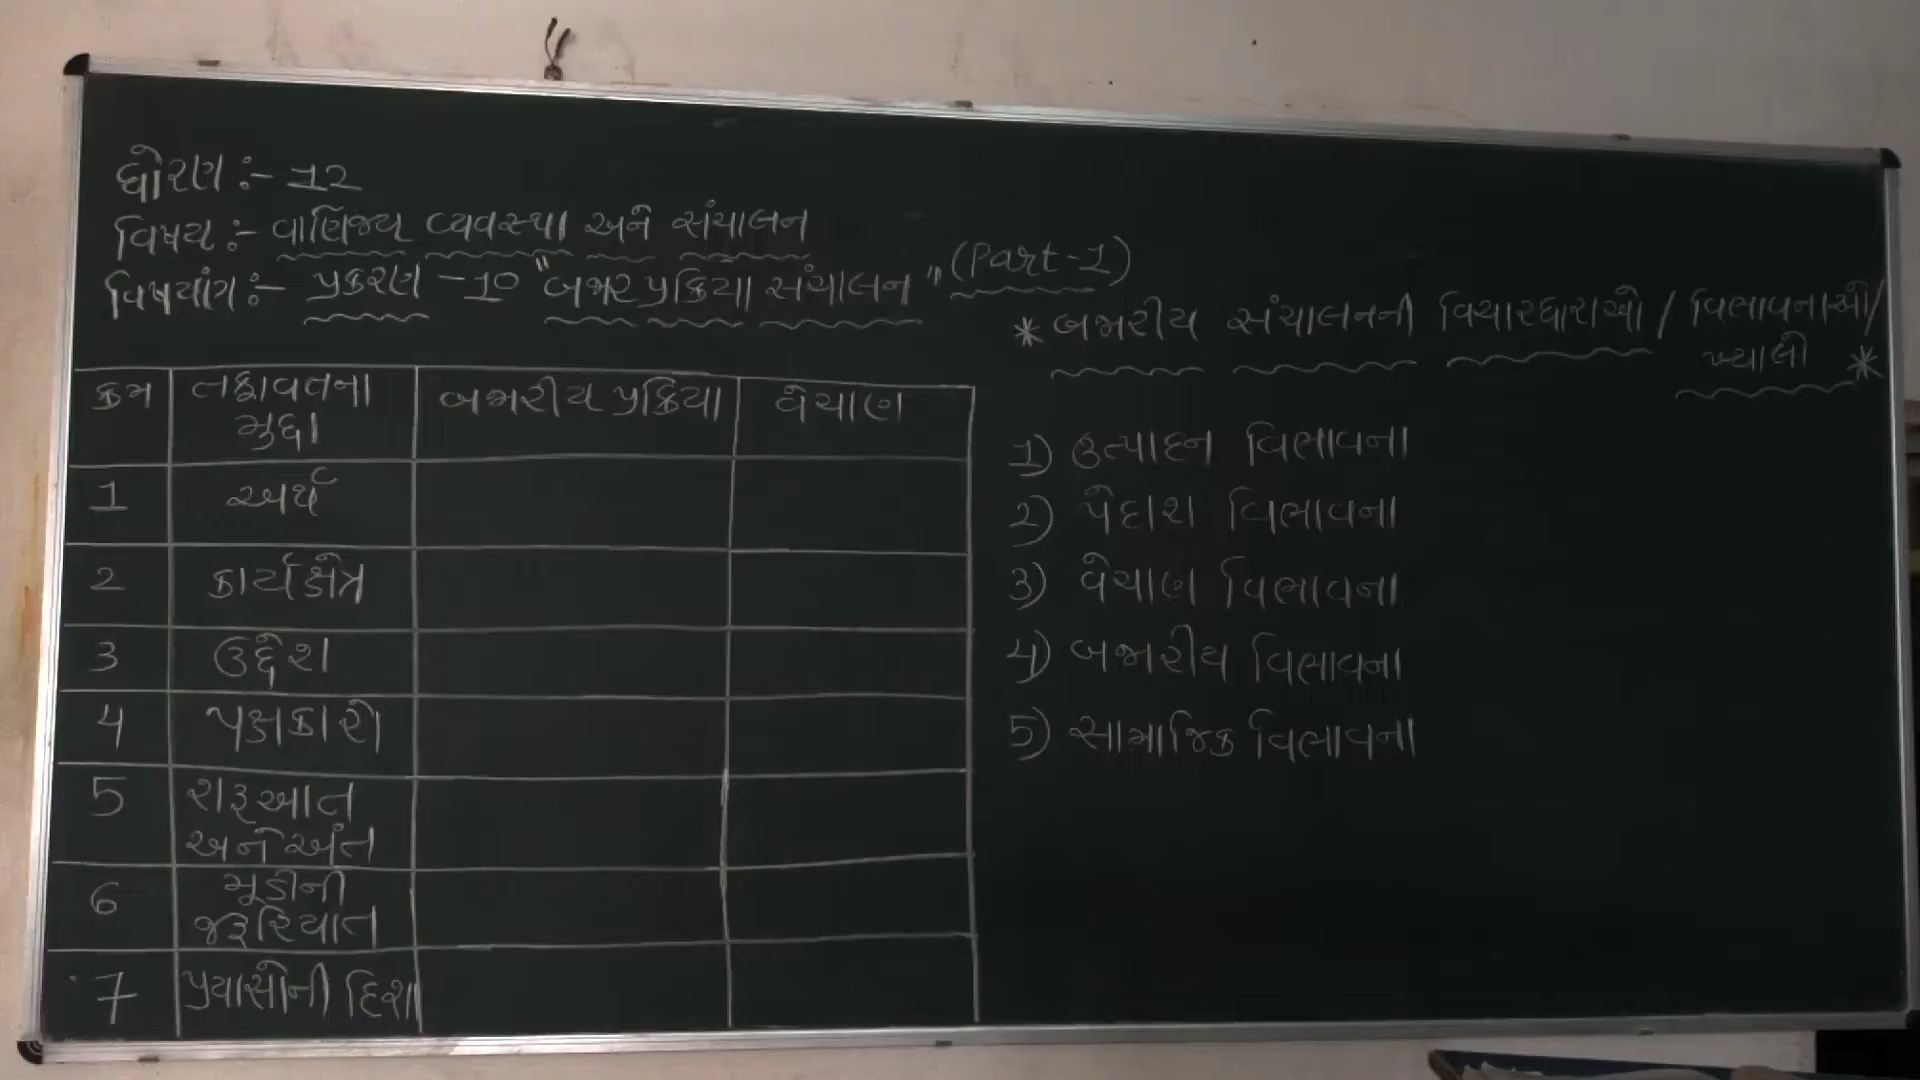 ધોરણ :- 12
વિષય :- વાણિજ્ય વ્યવસ્થા અને સંચાલન
વિષયાંગ :- પ્રકરણ - 10 "બજાર પ્રક્રિયા સંચાલન" (Part-1)
ક્રમ | તફાવતના મુદ્દા | બજારીય પ્રક્રિયા | વેચાણ
1 | અર્થ
2 | કાર્યક્ષેત્ર
3 | ઉદ્દેશ
4 | પક્ષકારો
5 | શરૂઆત અને અંત
6 | મૂડીની જરૂરિયાત
7 | પ્રયાસોની દિશા
* બજારીય સંચાલનની વિચારધારાઓ / વિભાવનાઓ /
ખ્યાલો *
1) ઉત્પાદન વિભાવના
2) પેદાશ વિભાવના
3) વેચાણ વિભાવના
4) બજારીય વિભાવના
5) સામાજિક વિભાવના